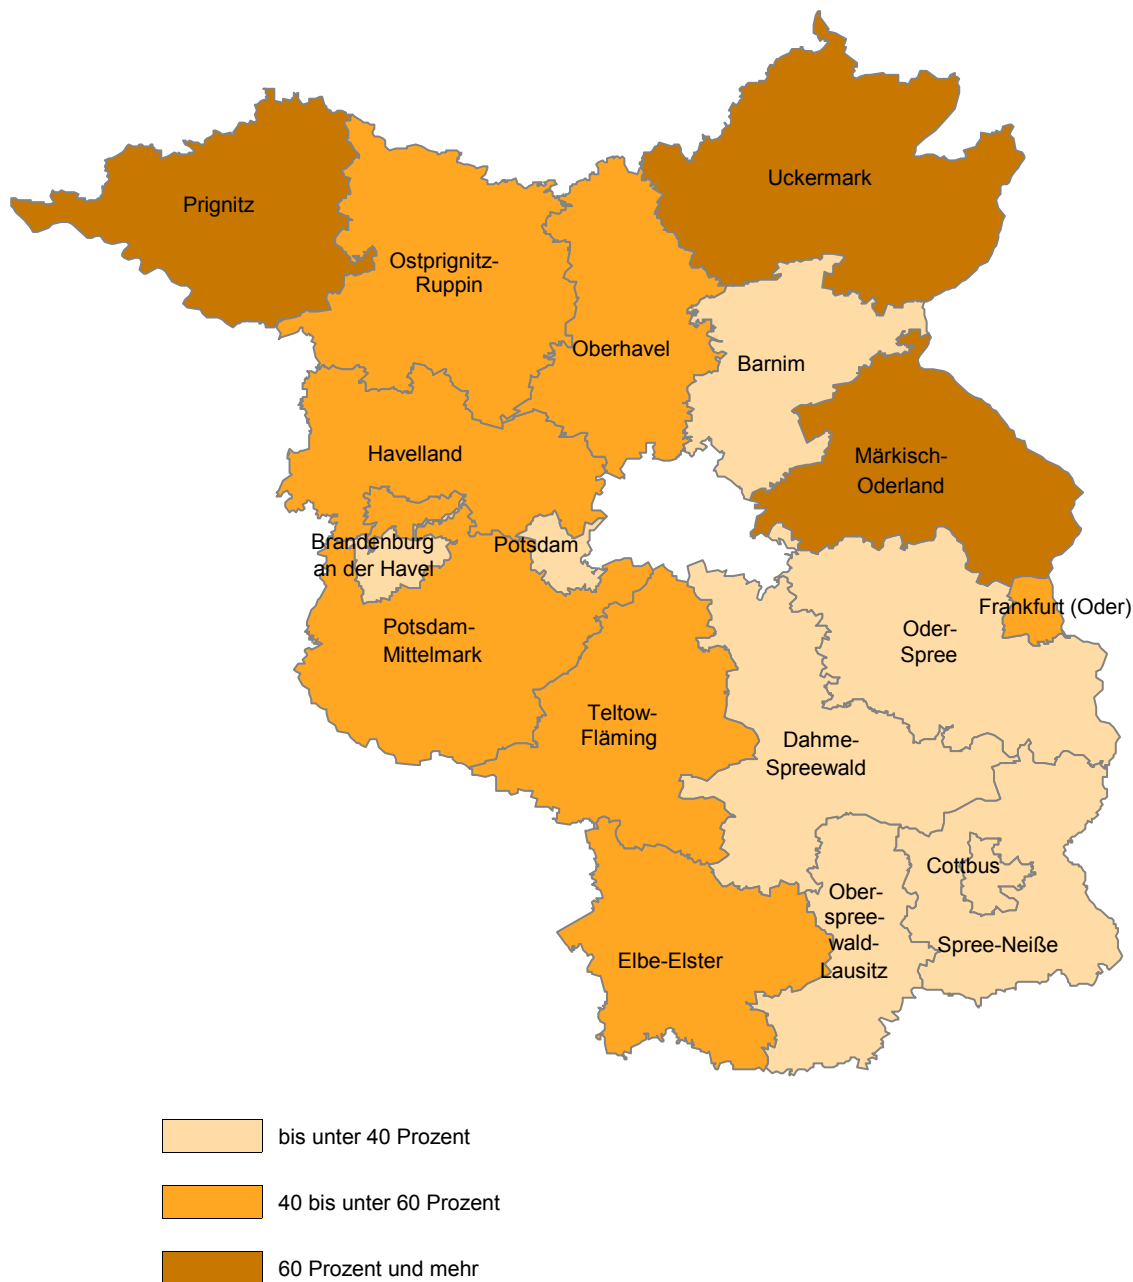 Uckermark
Prignitz
Ostprignitz-
Ruppin
Oberhavel
Barnim
Havelland
Märkisch-
Oderland
Brandenburg
an der Havel
Potsdam
Frankfurt (Oder)
Potsdam-
Mittelmark
Oder-
Spree
Teltow-
Fläming
Dahme-
Spreewald
Cottbus
Ober-
spree-
wald-
Lausitz
Spree-Neiße
Elbe-Elster
bis unter 40 Prozent
40 bis unter 60 Prozent
60 Prozent und mehr